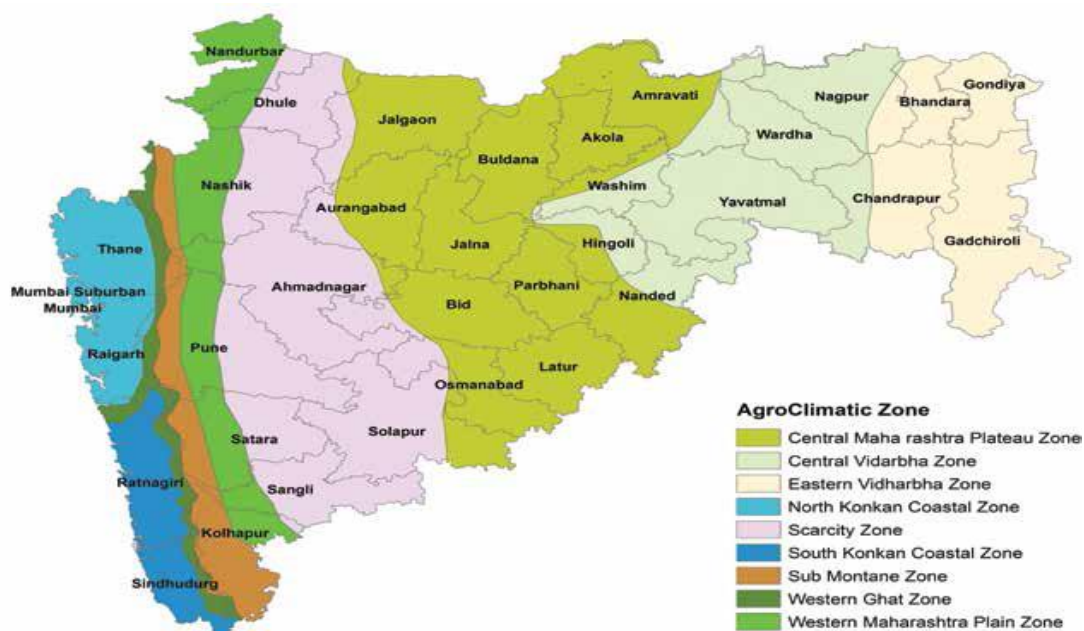 Nandurbar
Gondiya
Dhule
Amravati
Nagpur
Bhandara
Jalgaon
Akola
Wardha
Buldana
Nashik
Washim
Yavatmal
Chandrapur
Aurangabad
Thane
Jalna
Hingoli
Gadchiroli
Mumbai Suburban
Mumbai
Ahmadnagar
Parbhani
Bid
Nanded
Raigarh
Pune
Latur
Osmanabad
Satara
Solapur
Ratnagiri
Sangli
Kolhapur
Sindhudurg
AgroClimatic Zone
Central Maha rashtra Plateau Zone
Central Vidarbha Zone
Eastern Vidharbha Zone
North Konkan Coastal Zone
Scarcity Zone
South Konkan Coastal Zone
Sub Montane Zone
Western Ghat Zone
Western Maharashtra Plain Zone